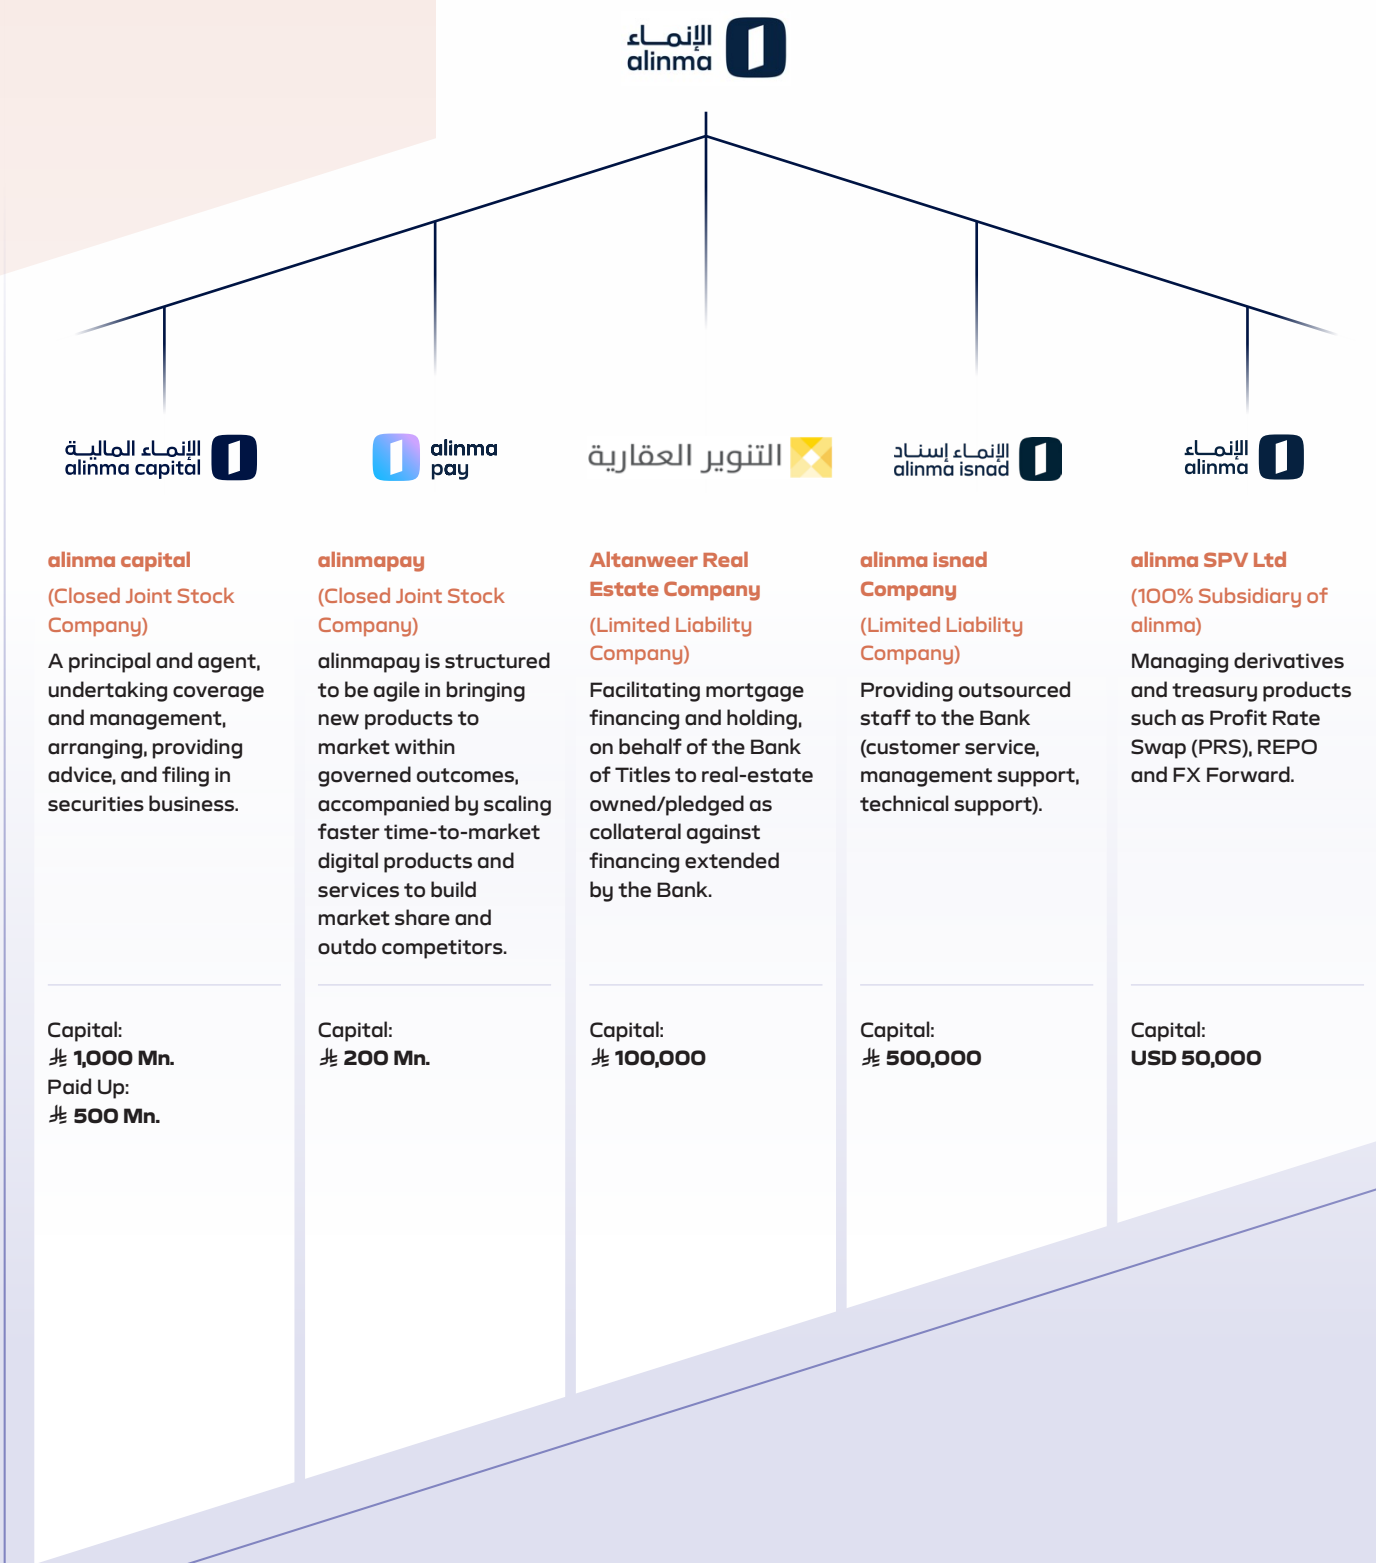 الإنماء
alinma
الإنماء المالية
alinma capital
alinma
pay
التنوير العقارية
الإنماء إسناد
alinma isnad
الإنماء
alinma
alinma capital
(Closed Joint Stock
Company)
A principal and agent,
undertaking coverage
and management,
arranging, providing
advice, and filing in
securities business.
Capital:
⃁ 1,000 Mn.
Paid Up:
⃁ 500 Mn.
alinmapay
(Closed Joint Stock
Company)
alinmapay is structured
to be agile in bringing
new products to
market within
governed outcomes,
accompanied by scaling
faster time-to-market
digital products and
services to build
market share and
outdo competitors.
Capital:
⃁ 200 Mn.
Altanweer Real
Estate Company
(Limited Liability
Company)
Facilitating mortgage
financing and holding,
on behalf of the Bank
of Titles to real-estate
owned/pledged as
collateral against
financing extended
by the Bank.
Capital:
⃁ 100,000
alinma isnad
Company
(Limited Liability
Company)
Providing outsourced
staff to the Bank
(customer service,
management support,
technical support).
Capital:
⃁ 500,000
alinma SPV Ltd
(100% Subsidiary of
alinma)
Managing derivatives
and treasury products
such as Profit Rate
Swap (PRS), REPO
and FX Forward.
Capital:
USD 50,000